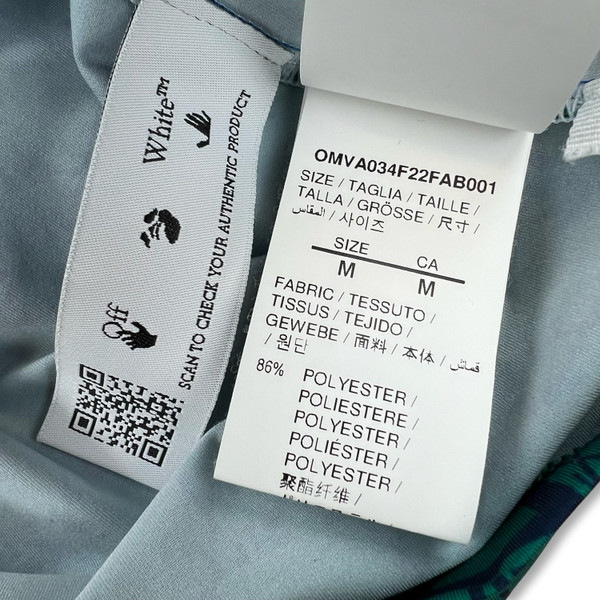 White™
Off
SCAN TO CHECK YOUR AUTHENTIC PRODUCT
OMVA034F22FAB001
SIZE / TAGLIA / TAILLE /
TALLA / GRÖSSE / 尺寸 /
المقاس / 사이즈
SIZE CA
M M
FABRIC / TESSUTO /
TISSUS / TEJIDO /
GEWEBE / 面料 / 本体 / قماش
/ 원단
86% POLYESTER /
POLIESTERE /
POLYESTER /
POLIÉSTER /
POLYESTER /
聚酯纤维 /